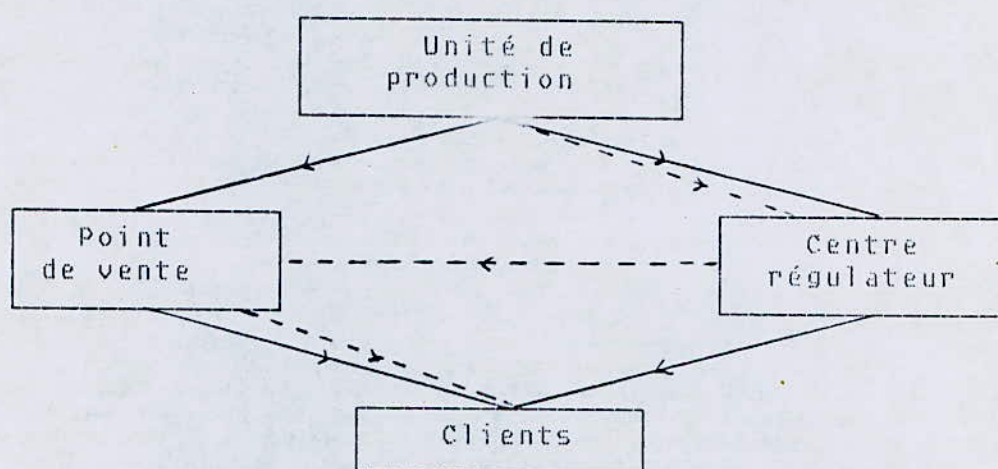 Unité de
production
Point
de vente
Centre
régulateur
Clients